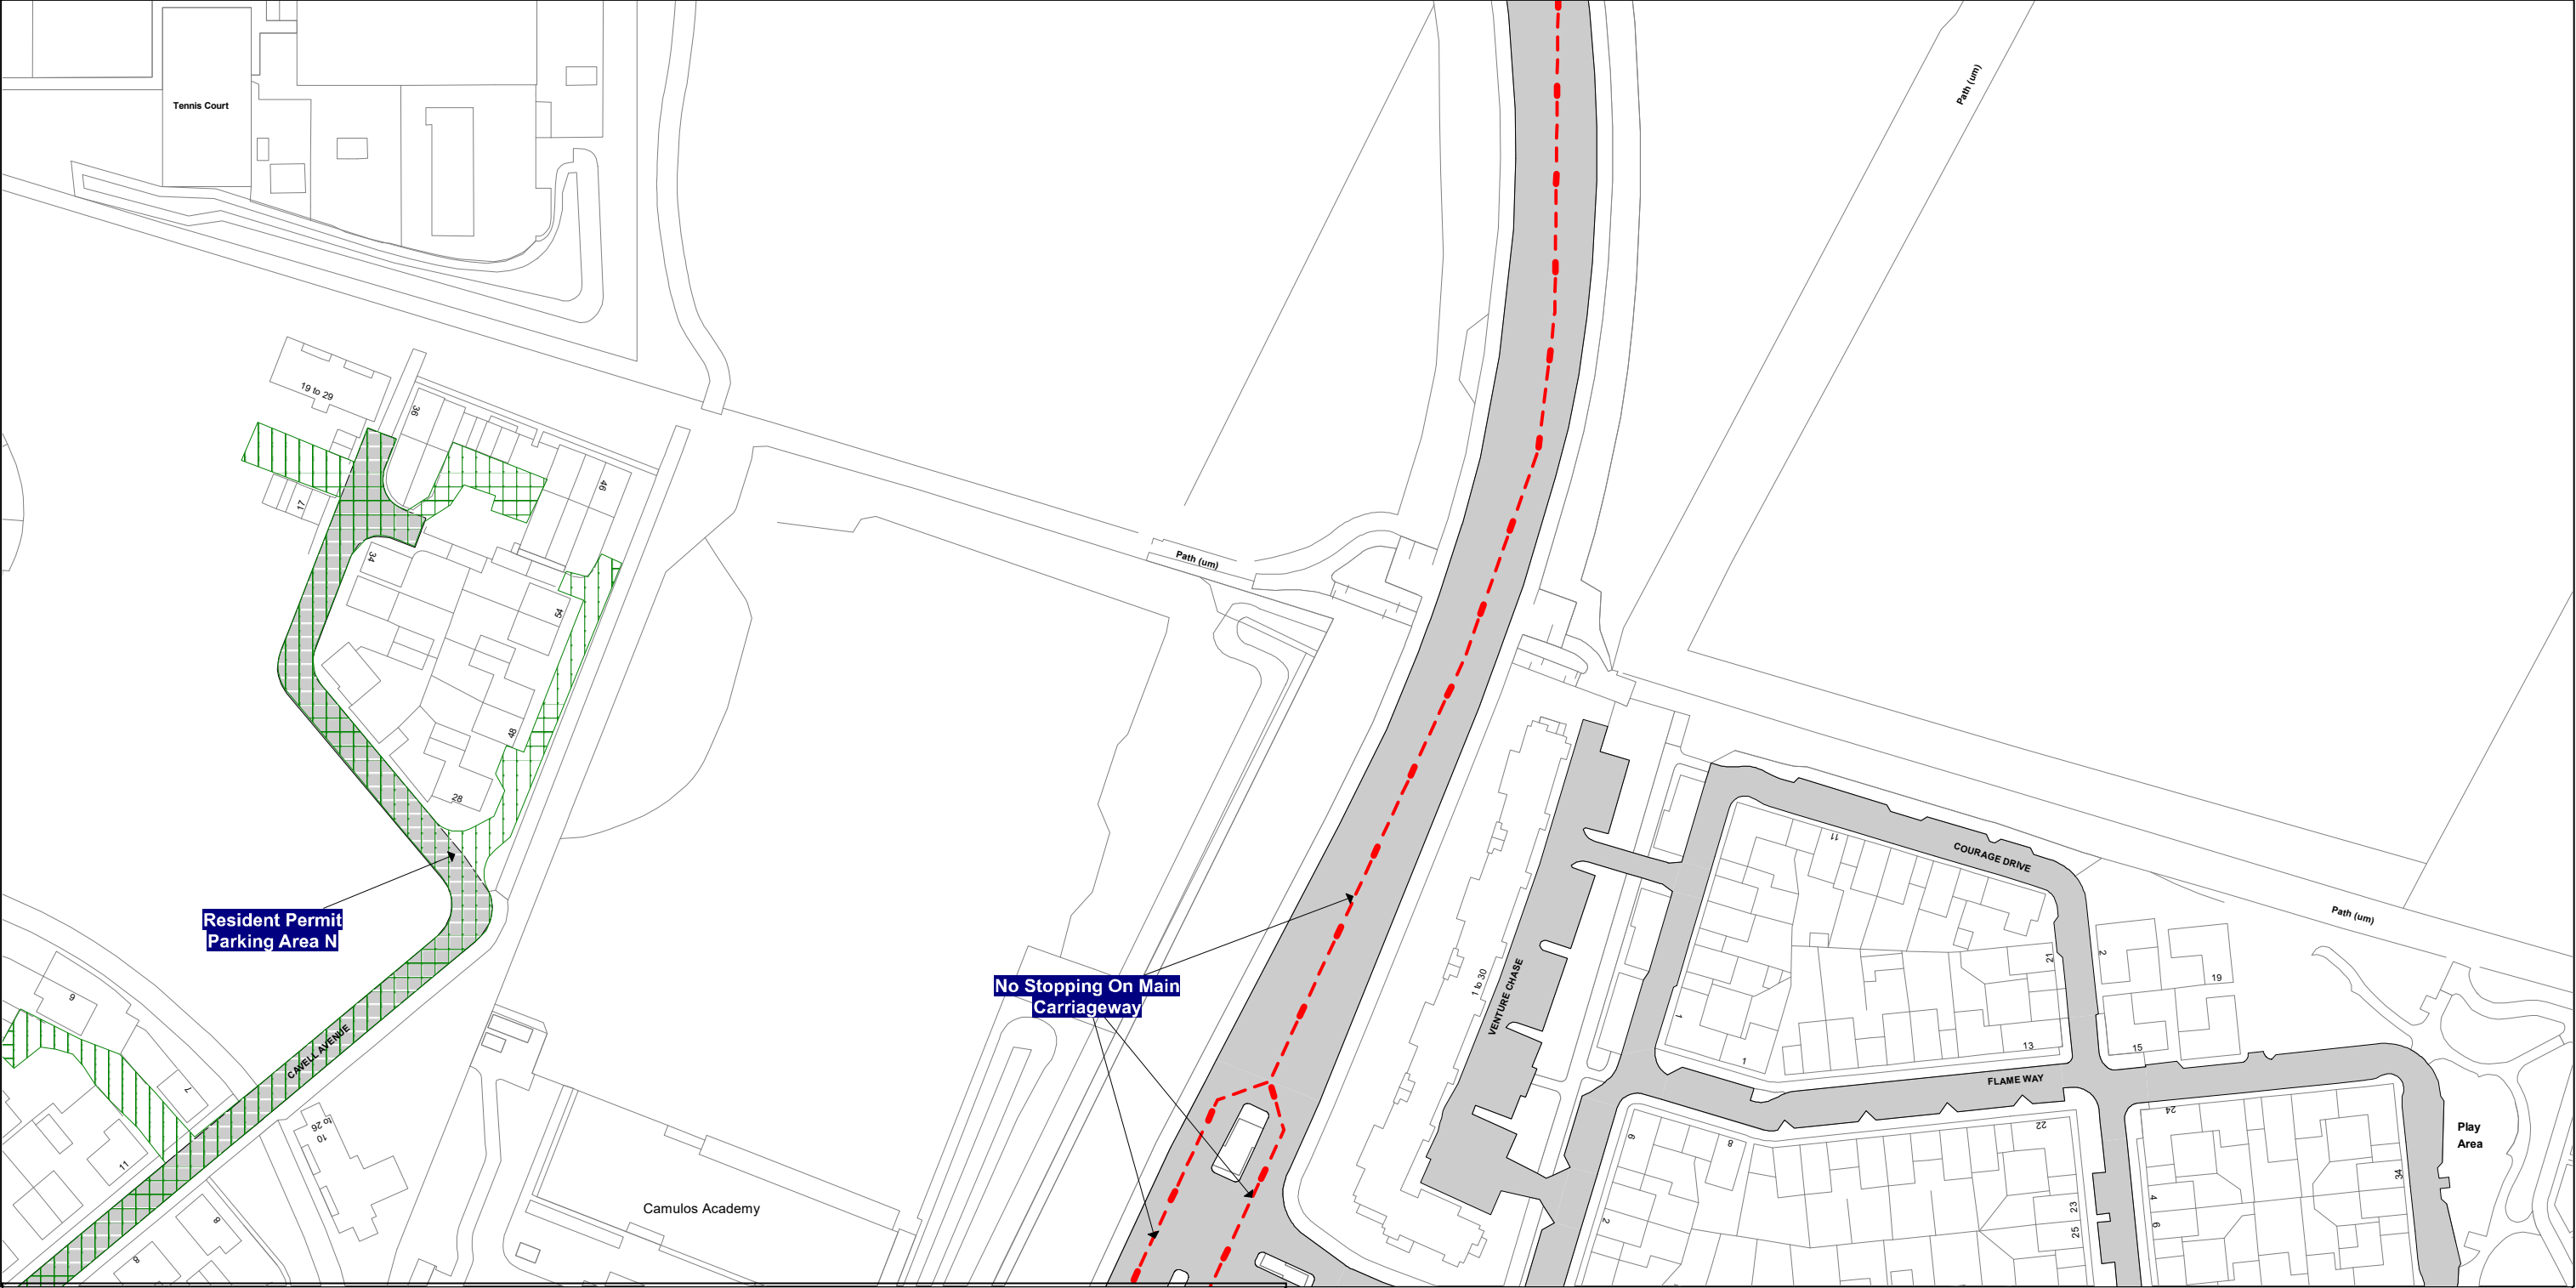 Tennis Court
Path (um)
19 to 29
36
46
17
34
Path (um)
54
48
28
11
COURAGE DRIVE
Resident Permit
Parking Area N
Path (um)
2
21
19
9
1 to 30
VENTURE CHASE
No Stopping On Main
Carriageway
1
1
13
15
CAVELL AVENUE
FLAME WAY
7
24
10
to 26
22
Play
Area
11
6
8
34
Camulos Academy
8
2
23
25
4
6
8